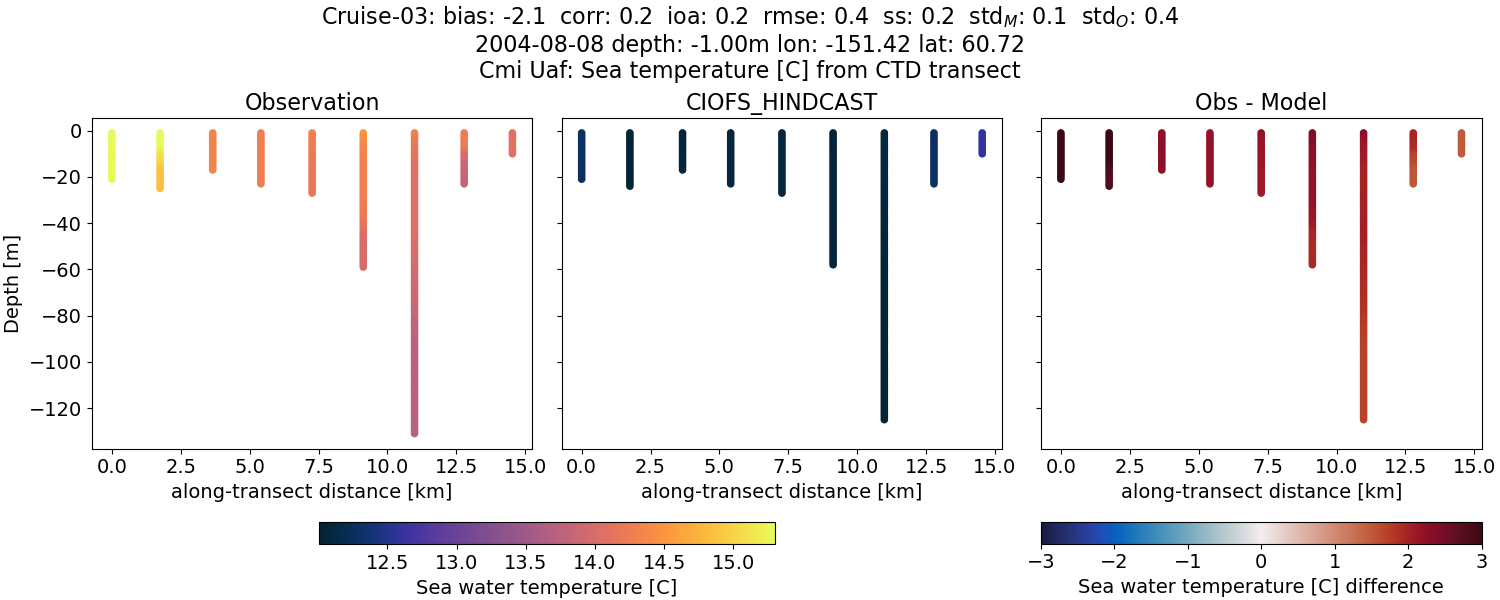 Cruise-03: bias: -2.1 corr: 0.2 ioa: 0.2 rmse: 0.4 ss: 0.2 std_M: 0.1 std_O: 0.4
2004-08-08 depth: -1.00m lon: -151.42 lat: 60.72
Cmi Uaf: Sea temperature [C] from CTD transect
Observation
CIOFS_HINDCAST
Obs - Model
Depth [m]
0
−20
−40
−60
−80
−100
−120
0.0 2.5 5.0 7.5 10.0 12.5 15.0
0.0 2.5 5.0 7.5 10.0 12.5 15.0
0.0 2.5 5.0 7.5 10.0 12.5 15.0
along-transect distance [km]
along-transect distance [km]
along-transect distance [km]
12.5 13.0 13.5 14.0 14.5 15.0
Sea water temperature [C]
−3 −2 −1 0 1 2 3
Sea water temperature [C] difference